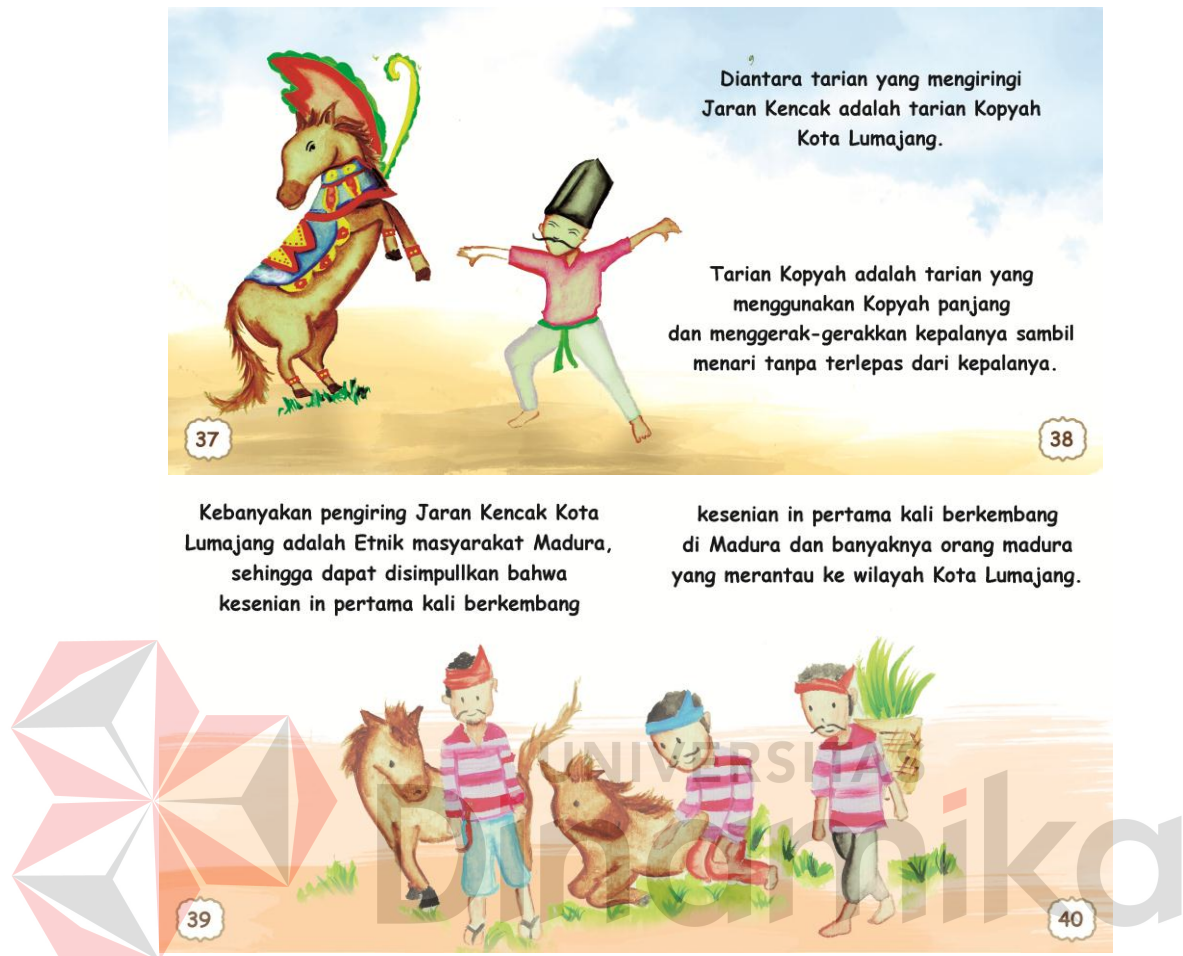 Diantara tarian yang mengiringi
Jaran Kencak adalah tarian Kopyah
Kota Lumajang.
Tarian Kopyah adalah tarian yang
menggunakan Kopyah panjang
dan menggerak-gerakkan kepalanya sambil
menari tanpa terlepas dari kepalanya.
37
38
Kebanyakan pengiring Jaran Kencak Kota
Lumajang adalah Etnik masyarakat Madura,
sehingga dapat disimpullkan bahwa
kesenian in pertama kali berkembang
kesenian in pertama kali berkembang
di Madura dan banyaknya orang madura
yang merantau ke wilayah Kota Lumajang.
UNIVERSITAS
Dinamika
39
40